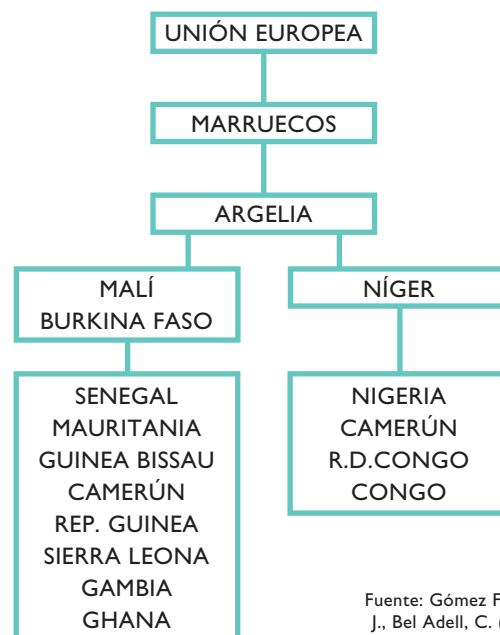 UNIÓN EUROPEA
MARRUECOS
ARGELIA
MALÍ
BURKINA FASO
NÍGER
SENEGAL
MAURITANIA
GUINEA BISSAU
CAMERÚN
REP. GUINEA
SIERRA LEONA
GAMBIA
GHANA
NIGERIA
CAMERÚN
R.D.CONGO
CONGO
Fuente: Gómez F
J., Bel Adell, C. (